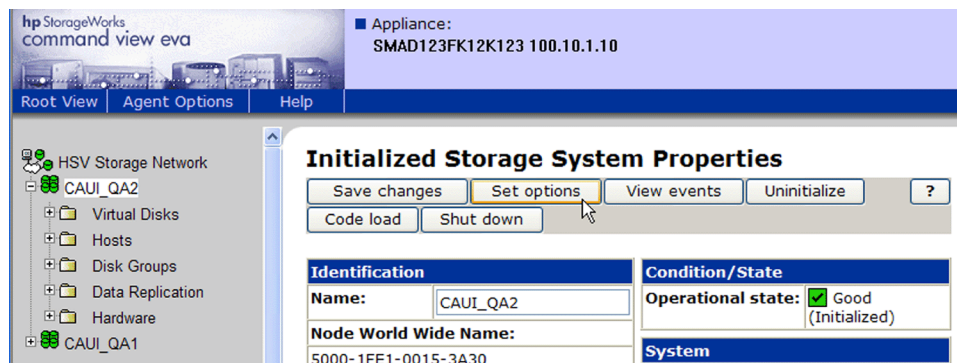 hp StorageWorks
command view eva
Appliance:
SMAD123FK12K123 100.10.1.10
Root View Agent Options Help
HSV Storage Network
CAUI_QA2
Virtual Disks
Hosts
Disk Groups
Data Replication
Hardware
CAUI_QA1
Initialized Storage System Properties
Save changes Set options View events Uninitialize ?
Code load Shut down
Identification
Name: CAUI_QA2
Node World Wide Name:
5000-1FE1-0015-3A30
Condition/State
Operational state: Good
(Initialized)
System